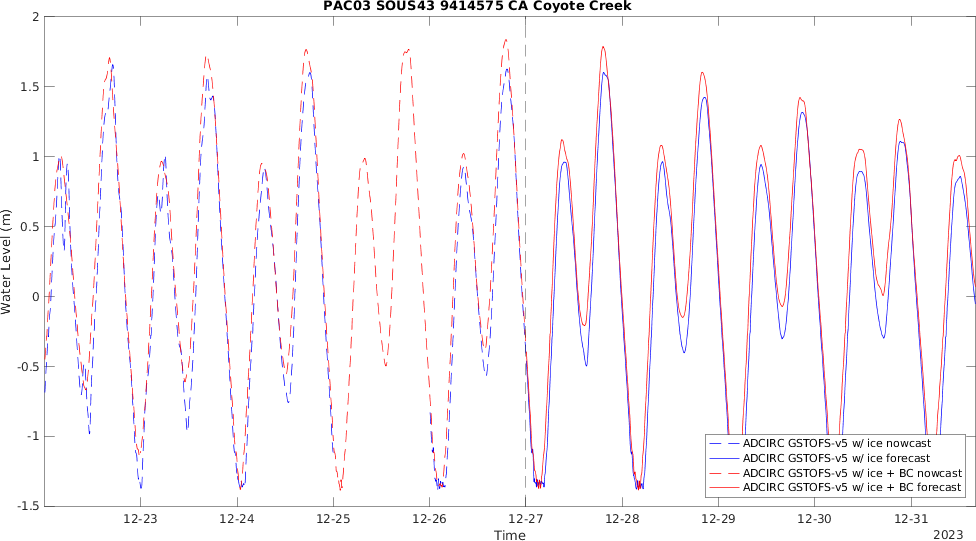 PAC03 SOUS43 9414575 CA Coyote Creek
Water Level (m)
2
1.5
1
0.5
0
-0.5
-1
-1.5
12-23
12-24
12-25
12-26
12-27
12-28
12-29
12-30
12-31
Time
2023
ADCIRC GSTOFS-v5 w/ ice nowcast
ADCIRC GSTOFS-v5 w/ ice forecast
ADCIRC GSTOFS-v5 w/ ice + BC nowcast
ADCIRC GSTOFS-v5 w/ ice + BC forecast